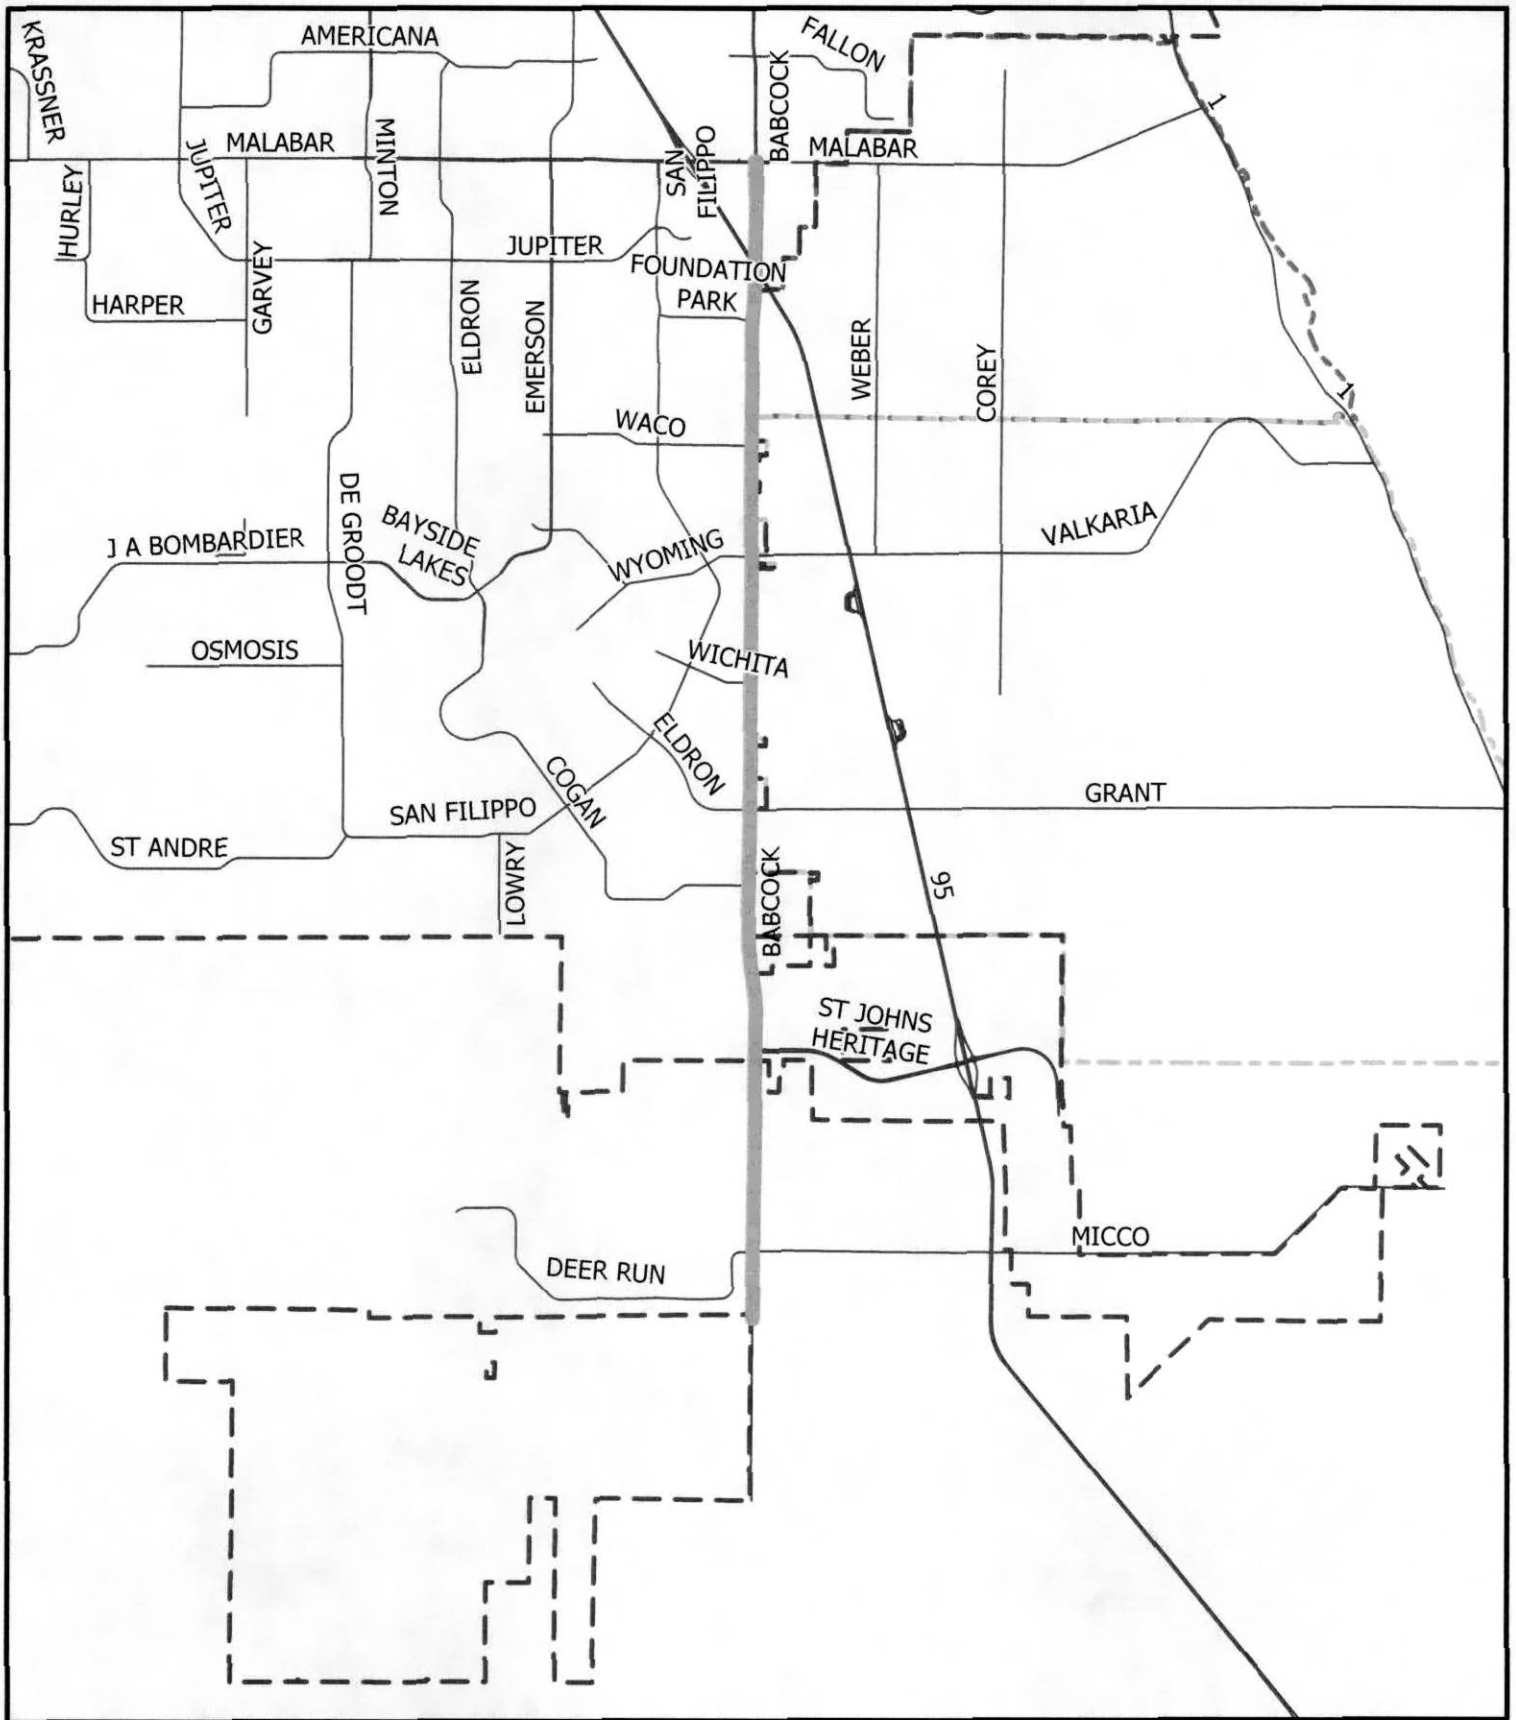 KRASSNER
AMERICANA
FALLON
BABCOCK
1
MALABAR
MINTON
JUPITER
SAN
FILIPPO
MALABAR
HURLEY
JUPITER
GARVEY
FOUNDATION
PARK
HARPER
ELDRON
EMERSON
WEBER
COREY
1
WACO
DE GROODT
BAYSIDE
LAKES
J A BOMBARDIER
WYOMING
VALKARIA
OSMOSIS
WICHITA
ELDRON
COGAN
SAN FILIPPO
GRANT
ST ANDRE
LOWRY
BABCOCK
95
ST JOHNS
HERITAGE
MICCO
DEER RUN